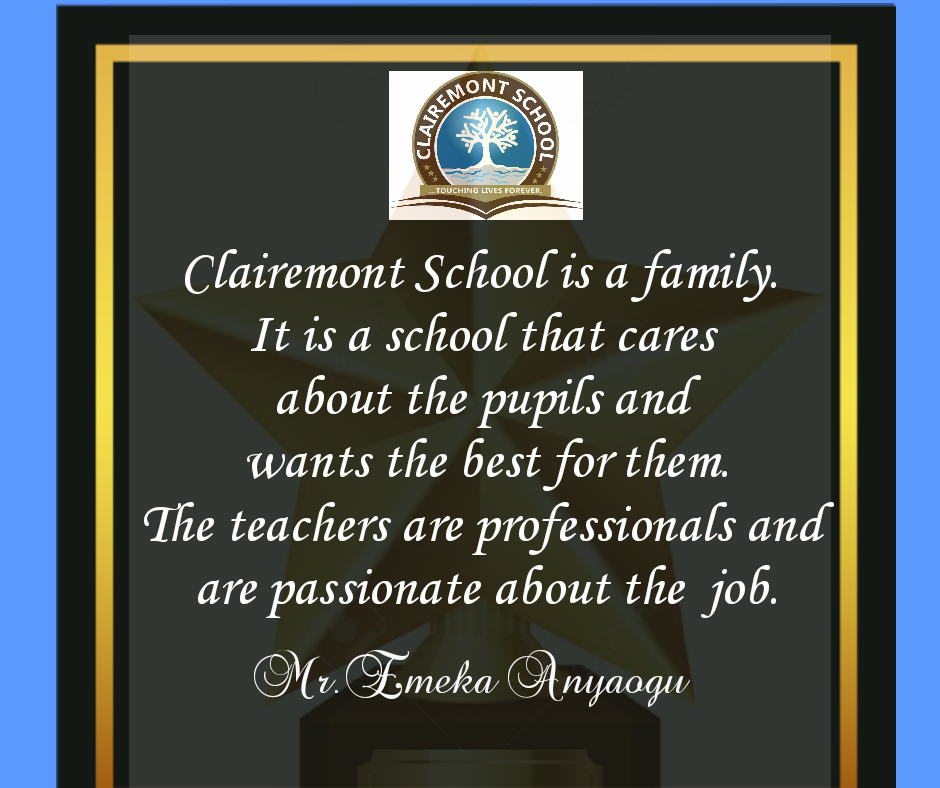 CLAIREMONT SCHOOL
...TOUCHING LIVES FOREVER.
Clairemont School is a family.
It is a school that cares
about the pupils and
wants the best for them.
The teachers are professionals and
are passionate about the job.
Mr. Emeka Anyaogu